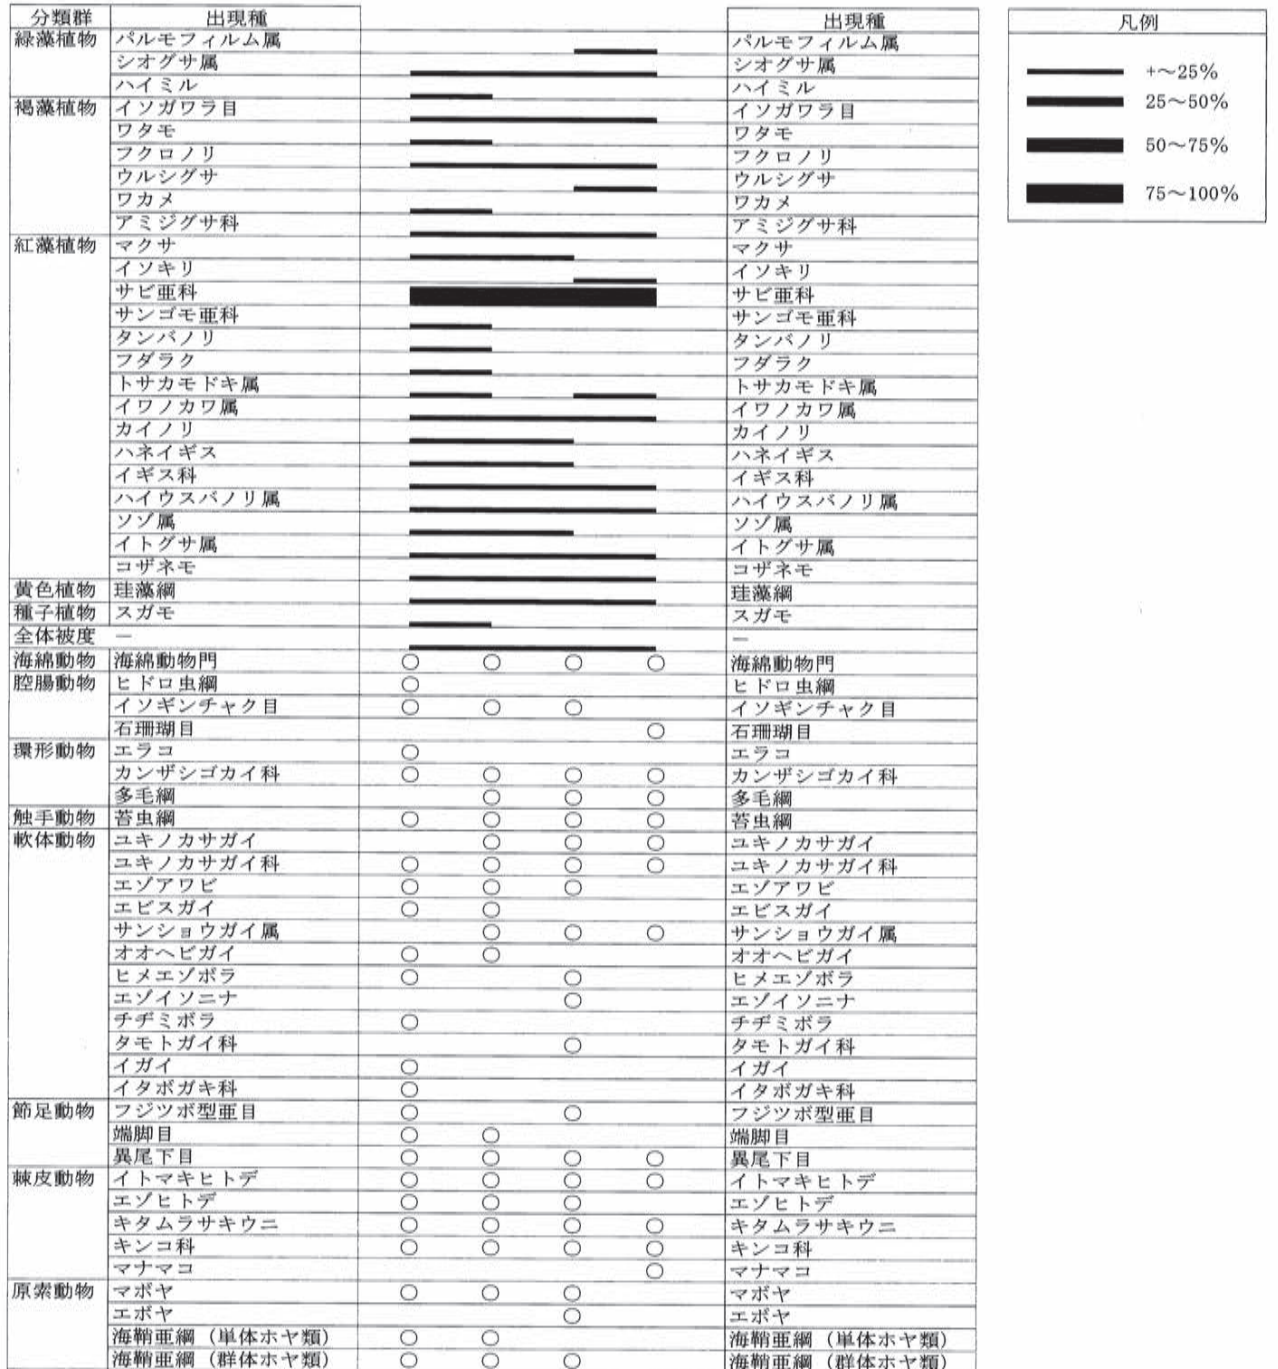 分類群 出現種 出現種 凡例
緑藻植物 パルモフィルム属 パルモフィルム属
シオグサ属 シオグサ属
ハイミル ハイミル
褐藻植物 イソガワラ目 イソガワラ目
ワタモ ワタモ
フクロノリ フクロノリ
ウルシグサ ウルシグサ
ワカメ ワカメ
アミジグサ科 アミジグサ科
紅藻植物 マクサ マクサ
イソキリ イソキリ
サビ亜科 サビ亜科
サンゴモ亜科 サンゴモ亜科
タンバノリ タンバノリ
フダラク フダラク
トサカモドキ属 トサカモドキ属
イワノカワ属 イワノカワ属
カイノリ カイノリ
ハネイギス ハネイギス
イギス科 イギス科
ハイウスバノリ属 ハイウスバノリ属
ソゾ属 ソゾ属
イトグサ属 イトグサ属
コザネモ コザネモ
黄色植物 珪藻綱 珪藻綱
種子植物 スガモ スガモ
全体被度 ー ー
海綿動物 海綿動物門 ○ ○ ○ ○ 海綿動物門
腔腸動物 ヒドロ虫綱 ○ ヒドロ虫綱
イソギンチャク目 ○ ○ ○ イソギンチャク目
石珊瑚目 ○ 石珊瑚目
環形動物 エラコ ○ エラコ
カンザシゴカイ科 ○ ○ ○ ○ カンザシゴカイ科
多毛綱 ○ ○ ○ 多毛綱
触手動物 苔虫綱 ○ ○ ○ ○ 苔虫綱
軟体動物 ユキノカサガイ ○ ○ ○ ユキノカサガイ
ユキノカサガイ科 ○ ○ ○ ○ ユキノカサガイ科
エゾアワビ ○ ○ ○ エゾアワビ
エビスガイ ○ ○ エビスガイ
サンショウガイ属 ○ ○ ○ サンショウガイ属
オオヘビガイ ○ ○ オオヘビガイ
ヒメエゾボラ ○ ○ ヒメエゾボラ
エゾイソニナ ○ エゾイソニナ
チヂミボラ ○ チヂミボラ
タモトガイ科 ○ タモトガイ科
イガイ ○ イガイ
イタボガキ科 ○ イタボガキ科
節足動物 フジツボ型亜目 ○ ○ フジツボ型亜目
端脚目 ○ ○ 端脚目
異尾下目 ○ ○ ○ ○ 異尾下目
棘皮動物 イトマキヒトデ ○ ○ ○ ○ イトマキヒトデ
エゾヒトデ ○ ○ ○ エゾヒトデ
キタムラサキウニ ○ ○ ○ ○ キタムラサキウニ
キンコ科 ○ ○ ○ ○ キンコ科
マナマコ ○ マナマコ
原索動物 マボヤ ○ ○ ○ マボヤ
エボヤ ○ エボヤ
海鞘亜綱（単体ホヤ類） ○ ○ 海鞘亜綱（単体ホヤ類）
海鞘亜綱（群体ホヤ類） ○ ○ ○ 海鞘亜綱（群体ホヤ類）
+～25%
25～50%
50～75%
75～100%